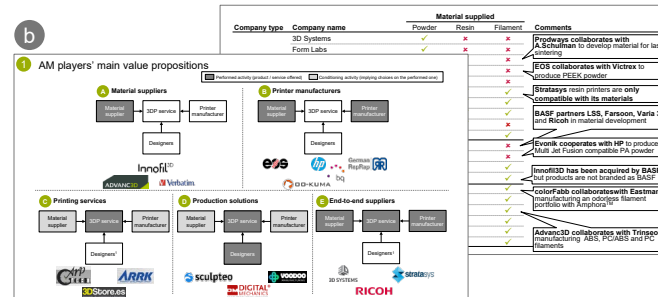 b
Material supplied
Company type Company name Powder Resin Filament Comments
3D Systems
Form Labs
Prodways collaborates with
A.Schulman to develop material for las
sintering
EOS collaborates with Victrex to
produce PEEK powder
Stratasys resin printers are only
compatible with its materials
BASF partners LSS, Farsoon, Varia 3
and Ricoh in material development
Evonik cooperates with HP to produce
Multi Jet Fusion compatible PA powder
Innofil3D has been acquired by BASF
but products are not branded as BASF
colorFabb collaborateswith Eastman
manufacturing an odorless filament
portfolio with Amphora™
Advanc3D collaborates with Trinseo
manufacturing ABS, PC/ABS and PC
filaments
1 AM players' main value propositions
Performed activity (product / service offered)
Conditioning activity (implying choices on the performed one)
A Material suppliers
Material supplier
3DP service
Printer manufacturer
Designers
Innofil3D
ADVANC3D
Verbatim.
B Printer manufacturers
Material supplier
3DP service
Printer manufacturer
Designers
eos
hp
German
RepRap
bq
DO-KUMA
C Printing services
Material supplier
3DP service
Printer manufacturer
Designers
ARRK
3DStore.es
D Production solutions
Material supplier
3DP service
Printer manufacturer
Designers
sculpteo
VOODOO
DM DIGITAL
MECHANICS
E End-to-end suppliers
Material supplier
3DP service
Printer manufacturer
Designers
3D SYSTEMS
stratasys
RICOH